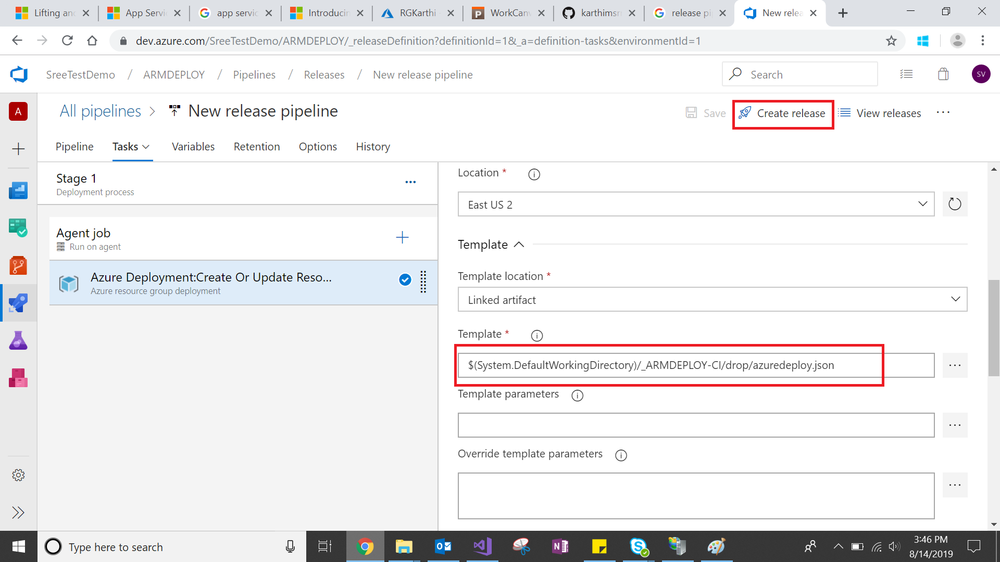 Lifting and
App Servi
app servic
Introducin
RGKarthi
WorkCanv
karthimsr
release pi
New relea
dev.azure.com/SreeTestDemo/ARMDEPLOY/_releaseDefinition?definitionId=1&_a=definition-tasks&environmentId=1
SreeTestDemo / ARMDEPLOY / Pipelines / Releases / New release pipeline
Search
SV
A
All pipelines > New release pipeline
Save
Create release
View releases
Pipeline Tasks Variables Retention Options History
Stage 1
Deployment process
Agent job
Run on agent
Azure Deployment:Create Or Update Reso...
Azure resource group deployment
Location *
East US 2
Template
Template location *
Linked artifact
Template *
$(System.DefaultWorkingDirectory)/_ARMDEPLOY-CI/drop/azuredeploy.json
Template parameters
Override template parameters
Type here to search
3:46 PM
8/14/2019